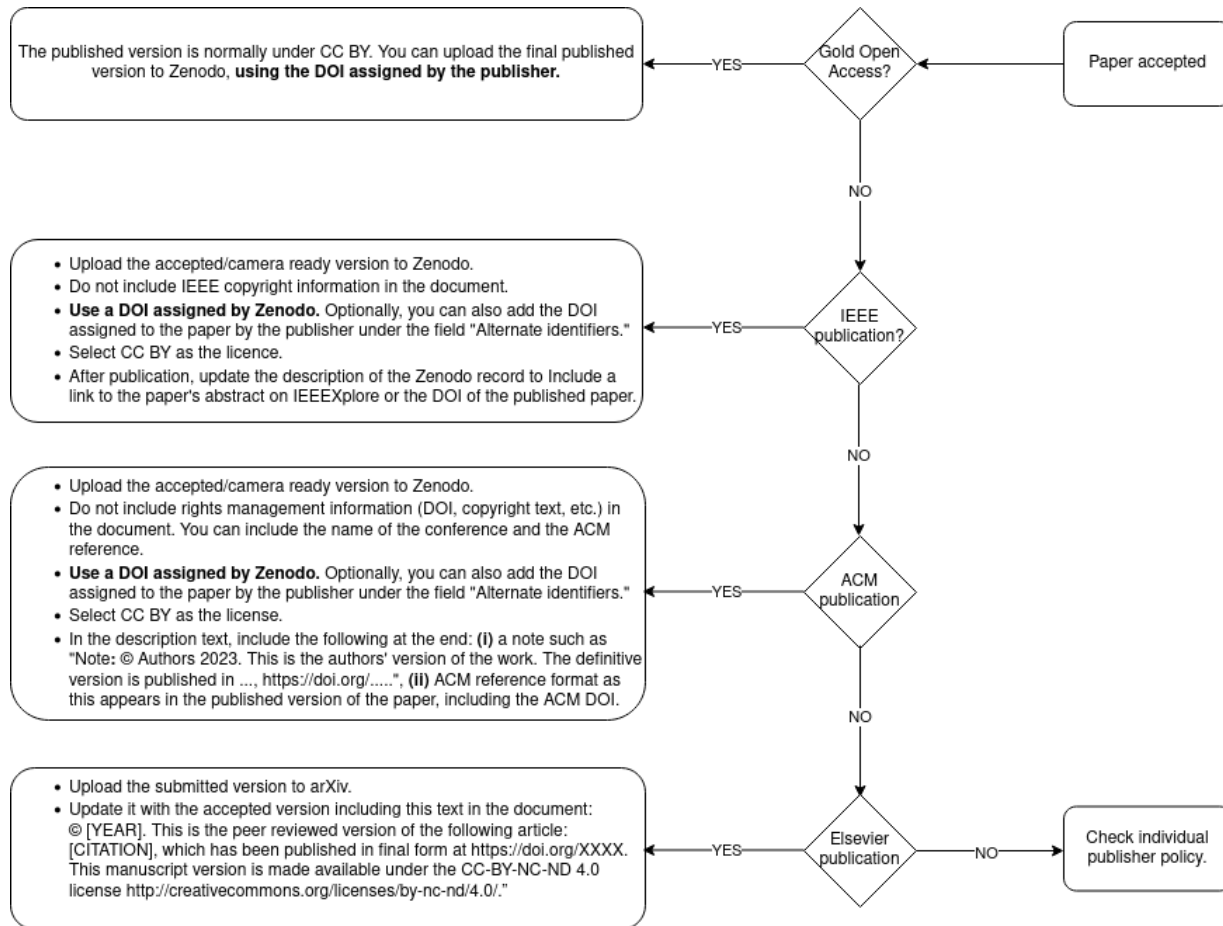 The published version is normally under CC BY. You can upload the final published
version to Zenodo, using the DOI assigned by the publisher.
YES
Gold Open
Access?
Paper accepted
NO
• Upload the accepted/camera ready version to Zenodo.
• Do not include IEEE copyright information in the document.
• Use a DOI assigned by Zenodo. Optionally, you can also add the DOI
assigned to the paper by the publisher under the field "Alternate identifiers."
• Select CC BY as the licence.
• After publication, update the description of the Zenodo record to Include a
link to the paper's abstract on IEEEXplore or the DOI of the published paper.
YES
IEEE
publication?
NO
• Upload the accepted/camera ready version to Zenodo.
• Do not include rights management information (DOI, copyright text, etc.) in
the document. You can include the name of the conference and the ACM
reference.
• Use a DOI assigned by Zenodo. Optionally, you can also add the DOI
assigned to the paper by the publisher under the field "Alternate identifiers."
• Select CC BY as the license.
• In the description text, include the following at the end: (i) a note such as
"Note: © Authors 2023. This is the authors' version of the work. The definitive
version is published in ..., https://doi.org/.....", (ii) ACM reference format as
this appears in the published version of the paper, including the ACM DOI.
YES
ACM
publication
NO
• Upload the submitted version to arXiv.
• Update it with the accepted version including this text in the document:
© [YEAR]. This is the peer reviewed version of the following article:
[CITATION], which has been published in final form at https://doi.org/XXXX.
This manuscript version is made available under the CC-BY-NC-ND 4.0
license http://creativecommons.org/licenses/by-nc-nd/4.0/.”
YES
Elsevier
publication
NO
Check individual
publisher policy.